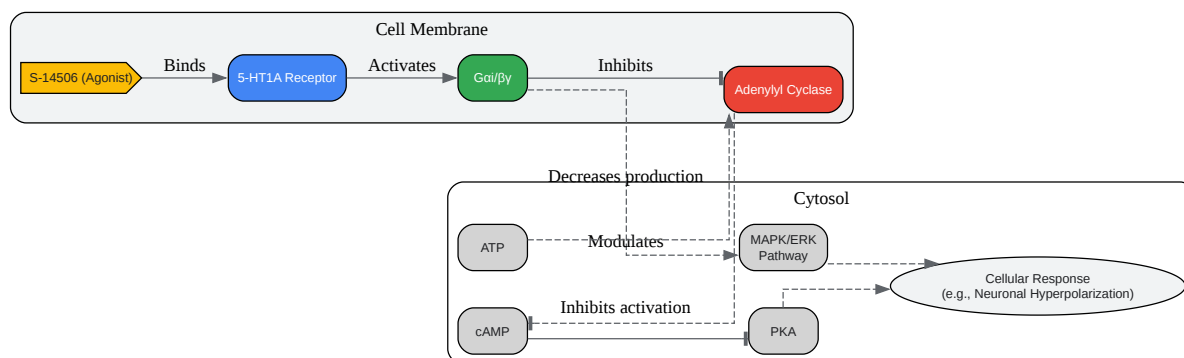 Cell Membrane
Binds
Activates
Inhibits
S-14506 (Agonist)
5-HT1A Receptor
Gαi/βγ
Adenylyl Cyclase
Decreases production
Cytosol
ATP
Modulates
MAPK/ERK
Pathway
Cellular Response
(e.g., Neuronal Hyperpolarization)
Inhibits activation
cAMP
PKA